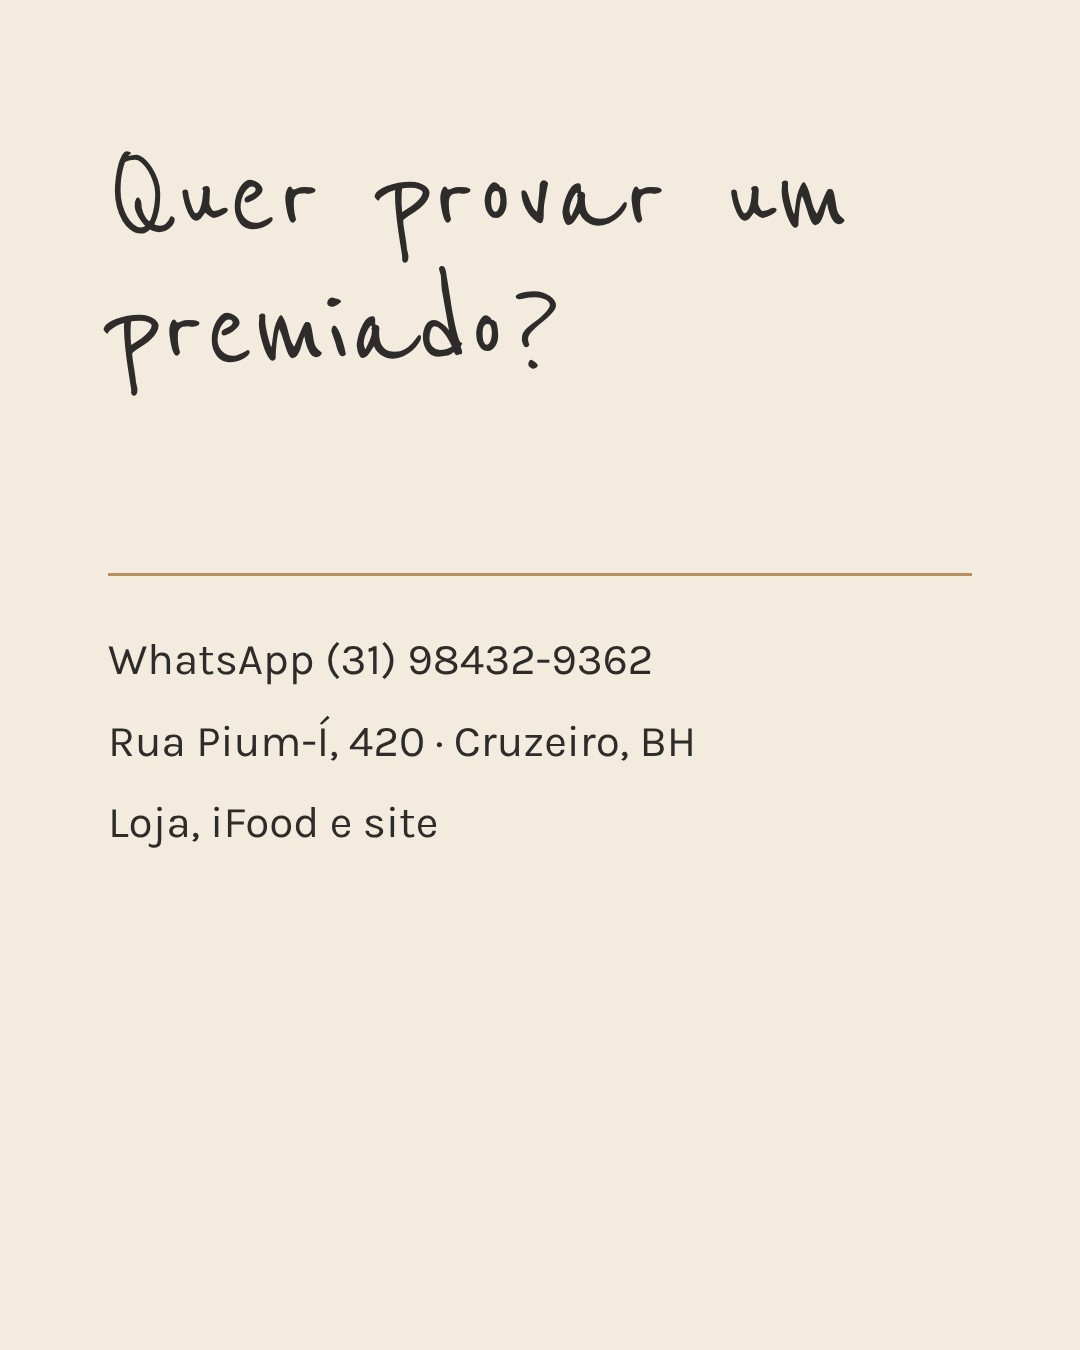 Quer provar um
premiado?
WhatsApp (31) 98432-9362
Rua Pium-Í, 420 · Cruzeiro, BH
Loja, iFood e site